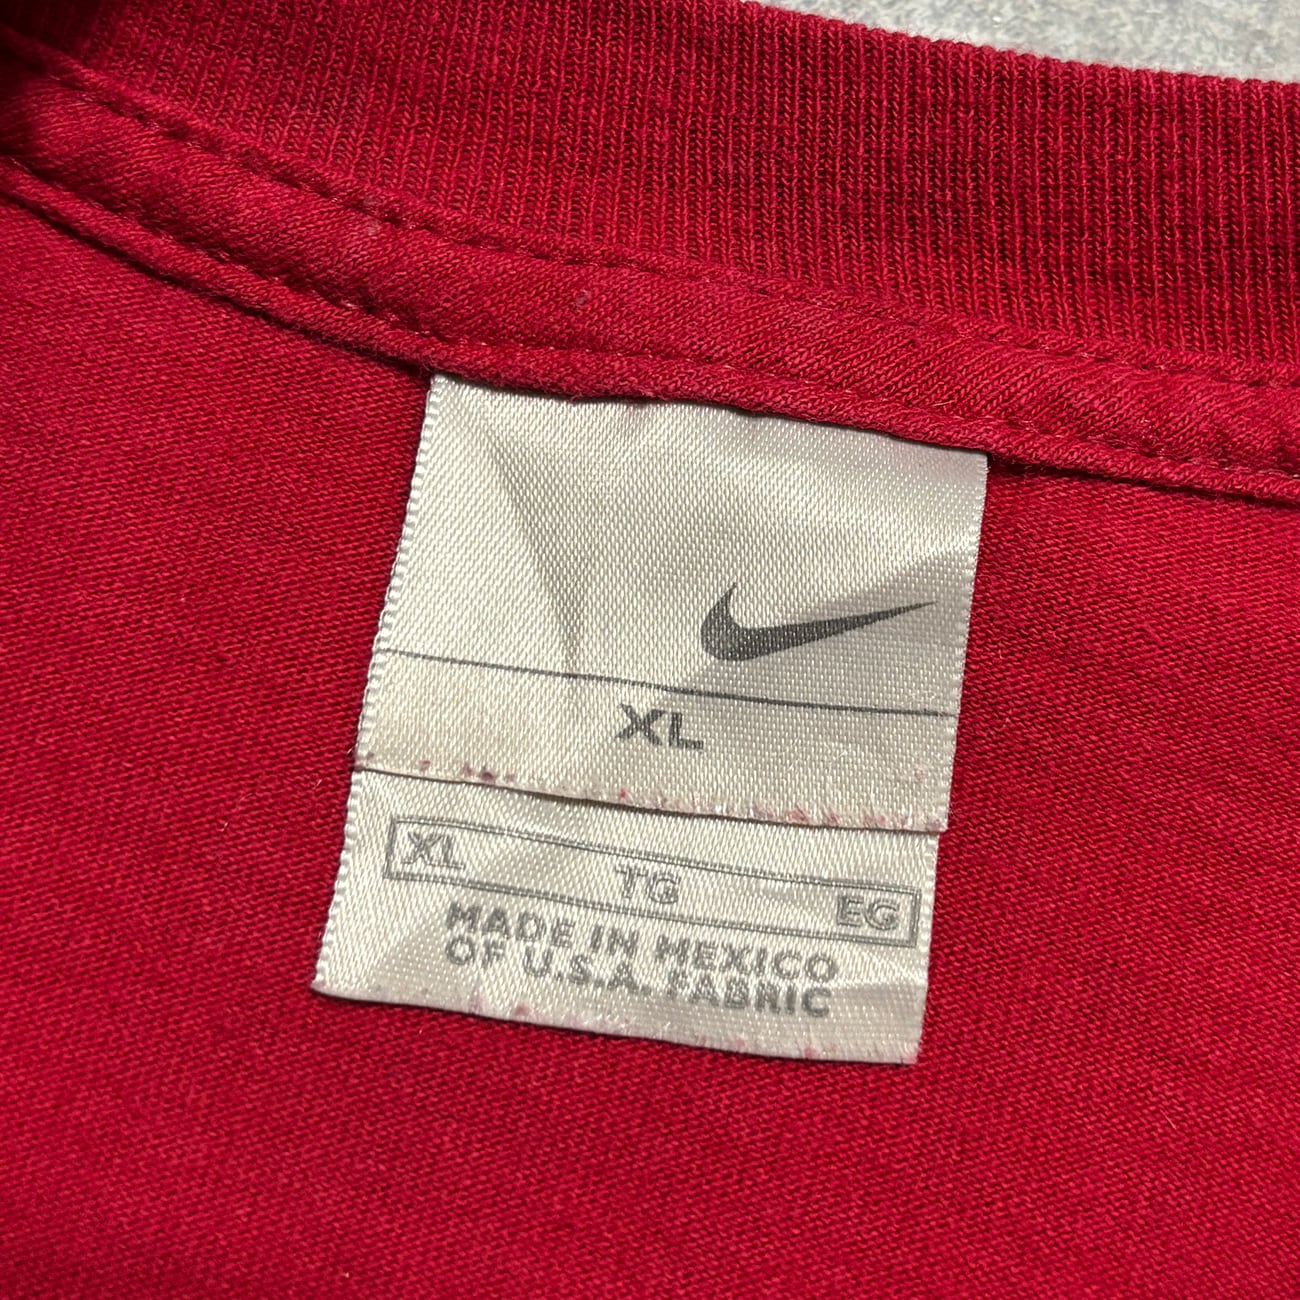 XL
XL TG EG
MADE IN MEXICO
OF U.S.A. FABRIC